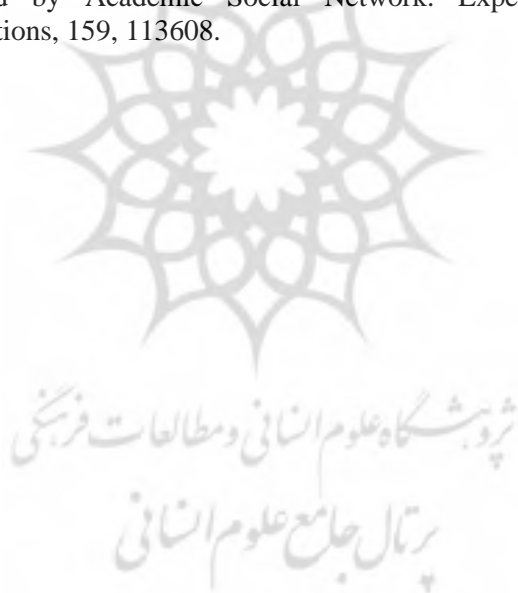 by Academic Social Network. Expe
tions, 159, 113608.
پژوهشگاه علوم انسانی و مطالعات فرهنگی
پرتال جامع علوم انسانی